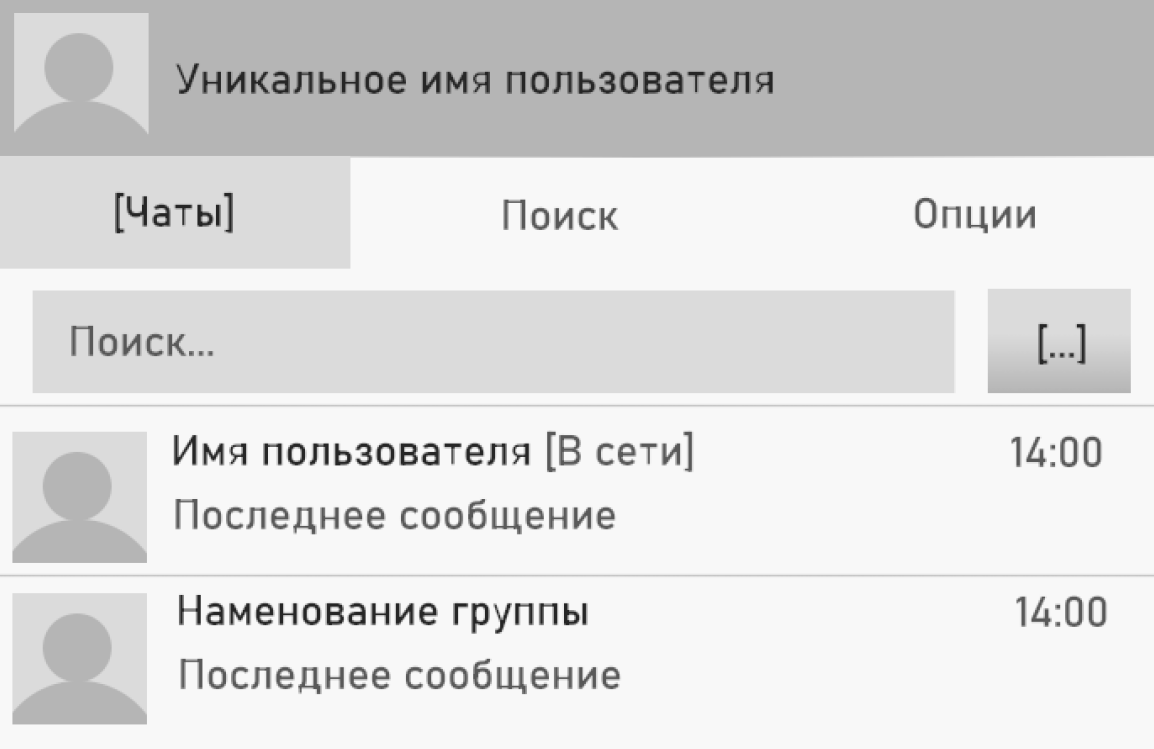 Уникальное имя пользователя
[Чаты] Поиск Опции
Поиск... [...]
Имя пользователя [В сети] 14:00
Последнее сообщение
Наменование группы 14:00
Последнее сообщение